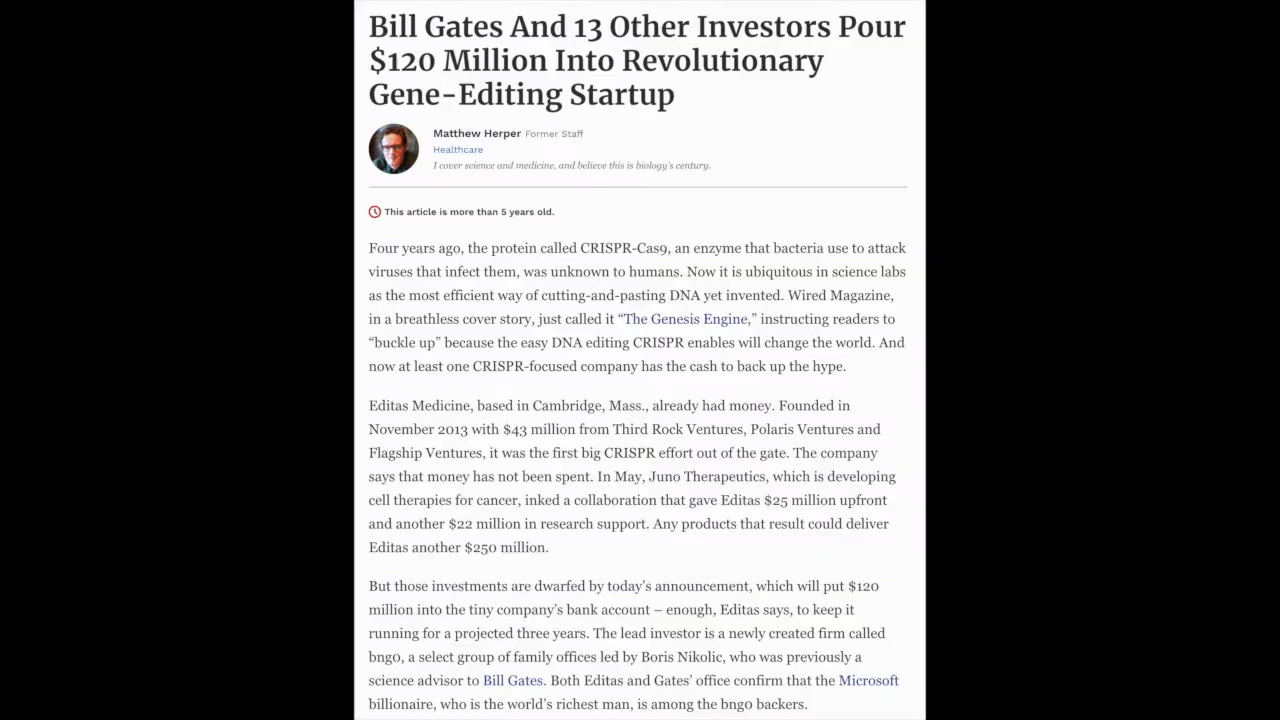 Bill Gates And 13 Other Investors Pour
$120 Million Into Revolutionary
Gene-Editing Startup
Matthew Herper Former Staff
Healthcare
I cover science and medicine, and believe this is biology's century.
This article is more than 5 years old.
Four years ago, the protein called CRISPR-Cas9, an enzyme that bacteria use to attack
viruses that infect them, was unknown to humans. Now it is ubiquitous in science labs
as the most efficient way of cutting-and-pasting DNA yet invented. Wired Magazine,
in a breathless cover story, just called it “The Genesis Engine,” instructing readers to
“buckle up” because the easy DNA editing CRISPR enables will change the world. And
now at least one CRISPR-focused company has the cash to back up the hype.
Editas Medicine, based in Cambridge, Mass., already had money. Founded in
November 2013 with $43 million from Third Rock Ventures, Polaris Ventures and
Flagship Ventures, it was the first big CRISPR effort out of the gate. The company
says that money has not been spent. In May, Juno Therapeutics, which is developing
cell therapies for cancer, inked a collaboration that gave Editas $25 million upfront
and another $22 million in research support. Any products that result could deliver
Editas another $250 million.
But those investments are dwarfed by today’s announcement, which will put $120
million into the tiny company’s bank account – enough, Editas says, to keep it
running for a projected three years. The lead investor is a newly created firm called
bng0, a select group of family offices led by Boris Nikolic, who was previously a
science advisor to Bill Gates. Both Editas and Gates’ office confirm that the Microsoft
billionaire, who is the world’s richest man, is among the bng0 backers.